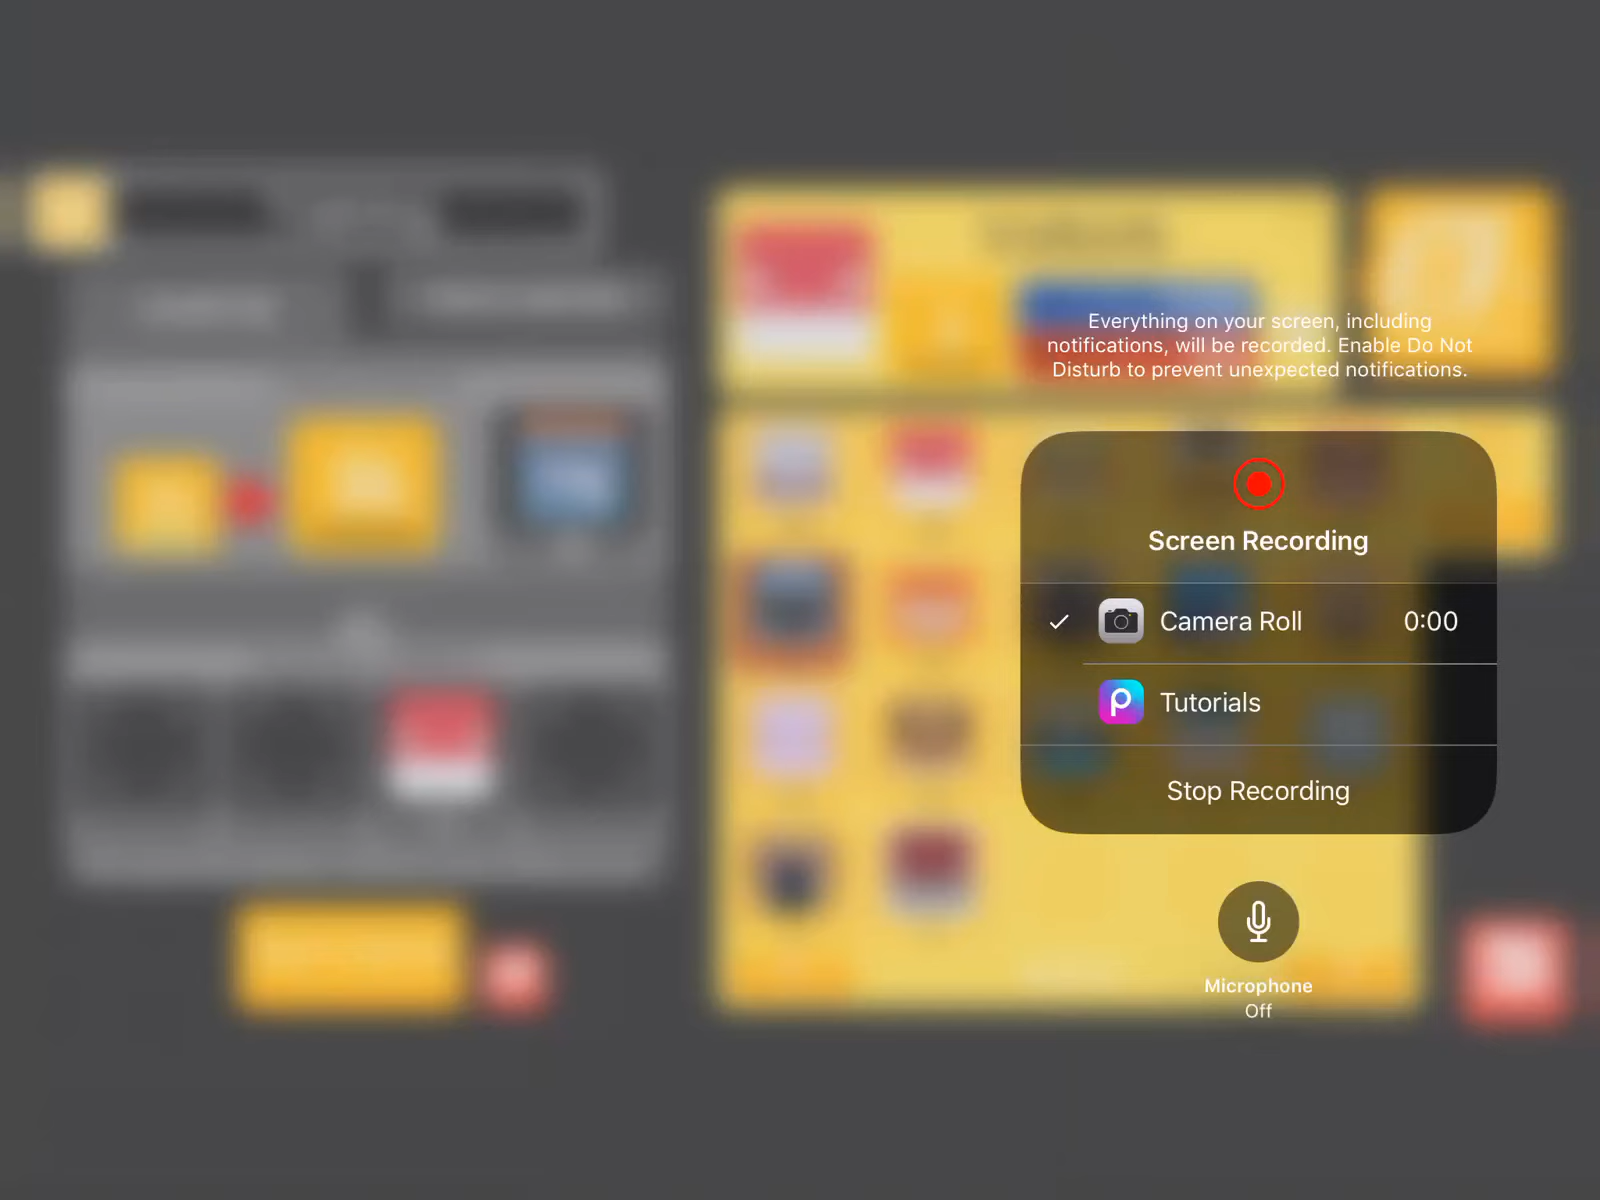 Everything on your screen, including
notifications, will be recorded. Enable Do Not
Disturb to prevent unexpected notifications.
Screen Recording
Camera Roll 0:00
Tutorials
Stop Recording
Microphone
Off